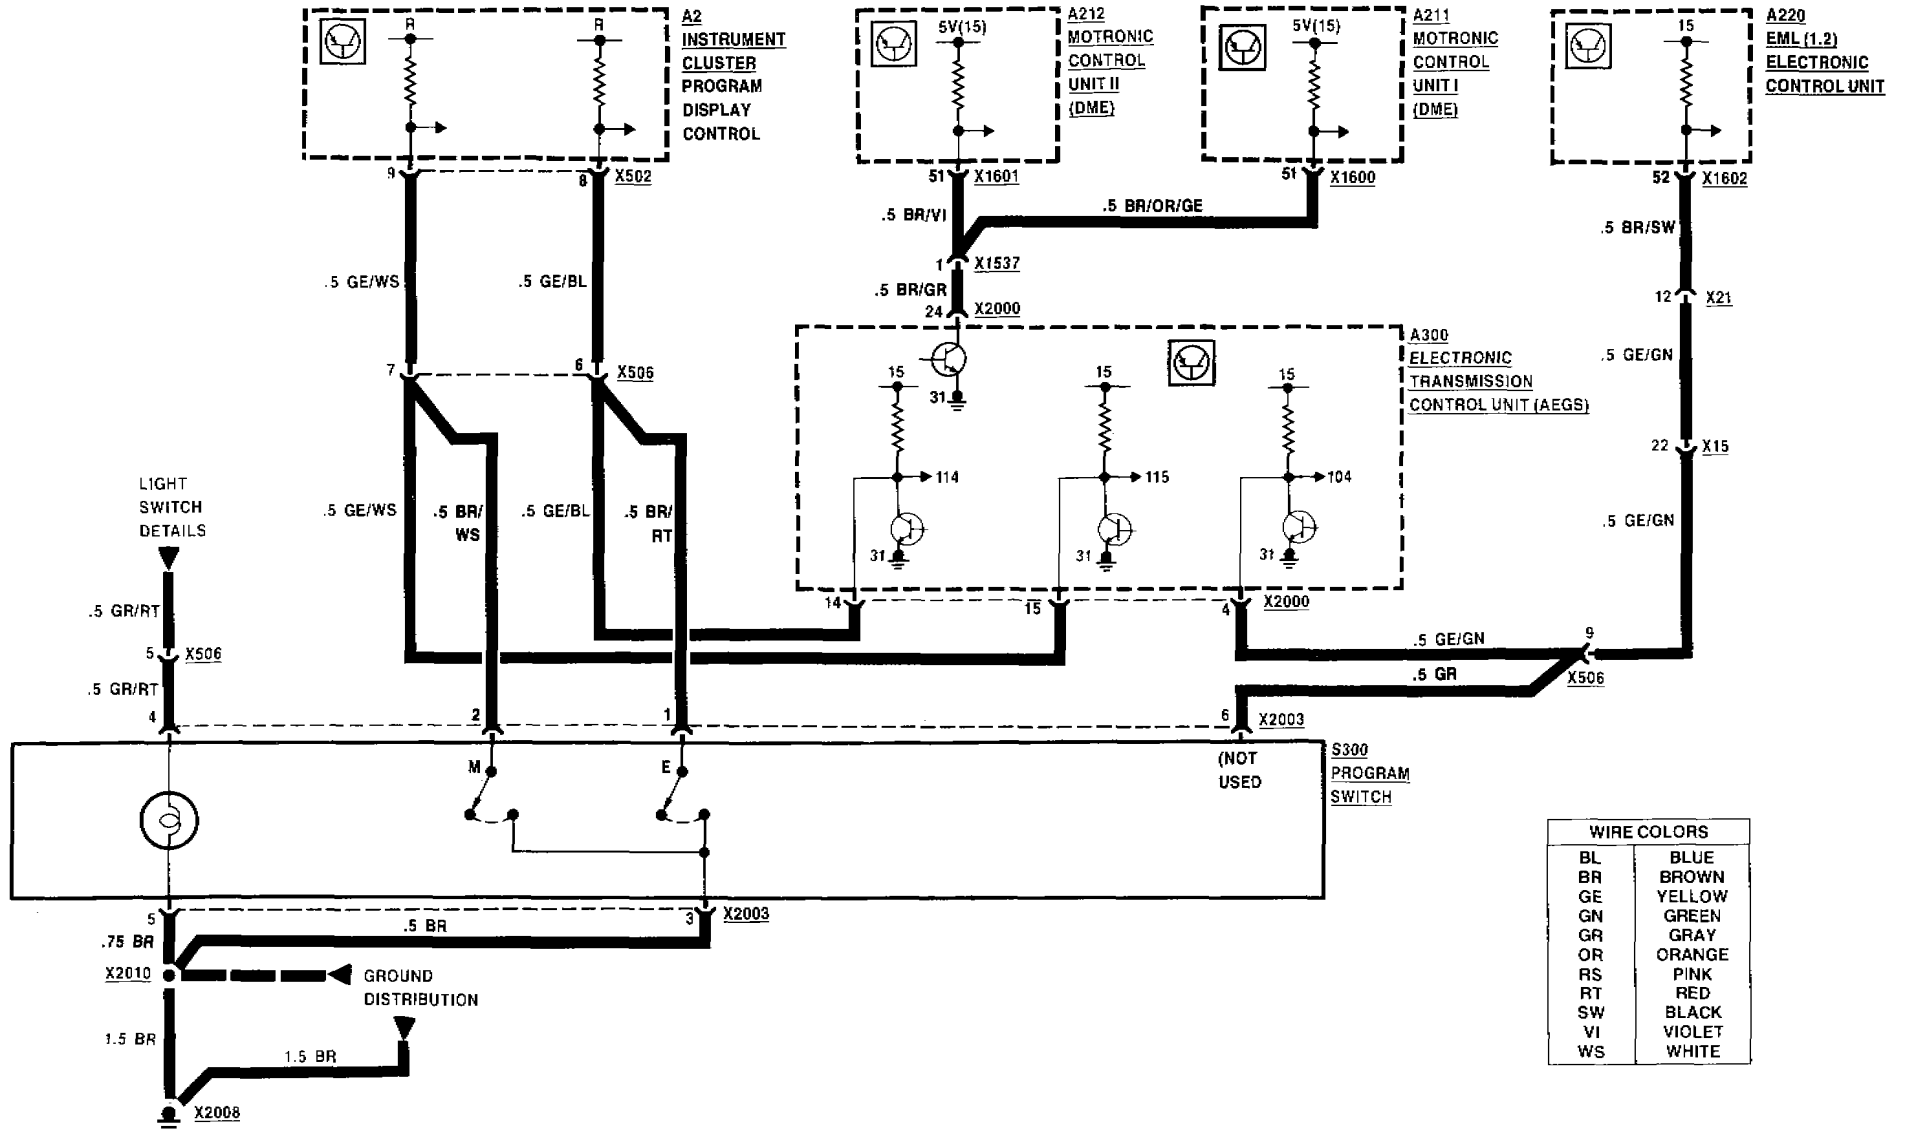 R
R
A2
INSTRUMENT
CLUSTER
PROGRAM
DISPLAY
CONTROL
5V(15)
A212
MOTRONIC
CONTROL
UNIT II
(DME)
5V(15)
A211
MOTRONIC
CONTROL
UNIT I
(DME)
15
A220
EML (1.2)
ELECTRONIC
CONTROL UNIT
9
8
X502
51
X1601
51
X1600
52
X1602
.5 BR/VI
.5 BR/OR/GE
.5 BR/SW
.5 GE/WS
.5 GE/BL
1
X1537
.5 BR/GR
24
X2000
12
X21
.5 GE/GN
7
6
X506
15
31
15
15
A300
ELECTRONIC
TRANSMISSION
CONTROL UNIT (AEGS)
22
X15
114
115
104
LIGHT
SWITCH
DETAILS
.5 GE/WS
.5 BR/
WS
.5 GE/BL
.5 BR/
RT
31
31
31
.5 GE/GN
14
15
4
X2000
.5 GR/RT
5
X506
.5 GR/RT
.5 GE/GN
9
X506
.5 GR
4
2
1
6
X2003
M
E
(NOT
USED
S300
PROGRAM
SWITCH
5
3
X2003
.75 BR
.5 BR
X2010
GROUND
DISTRIBUTION
1.5 BR
1.5 BR
X2008
WIRE COLORS
BL BLUE
BR BROWN
GE YELLOW
GN GREEN
GR GRAY
OR ORANGE
RS PINK
RT RED
SW BLACK
VI VIOLET
WS WHITE